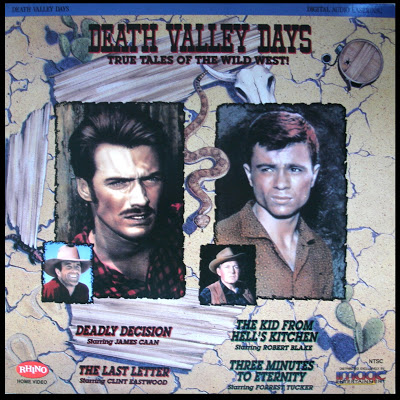 DEATH VALLEY DAYS
DEATH VALLEY DAYS
TRUE TALES OF THE WILD WEST!
DEADLY DECISION
Starring JAMES CAAN
THE LAST LETTER
Starring CLINT EASTWOOD
THE KID FROM
HELL'S KITCHEN
Starring ROBERT BLAKE
THREE MINUTES
TO ETERNITY
Starring FORREST TUCKER
RHINO
HOME VIDEO
NTSC